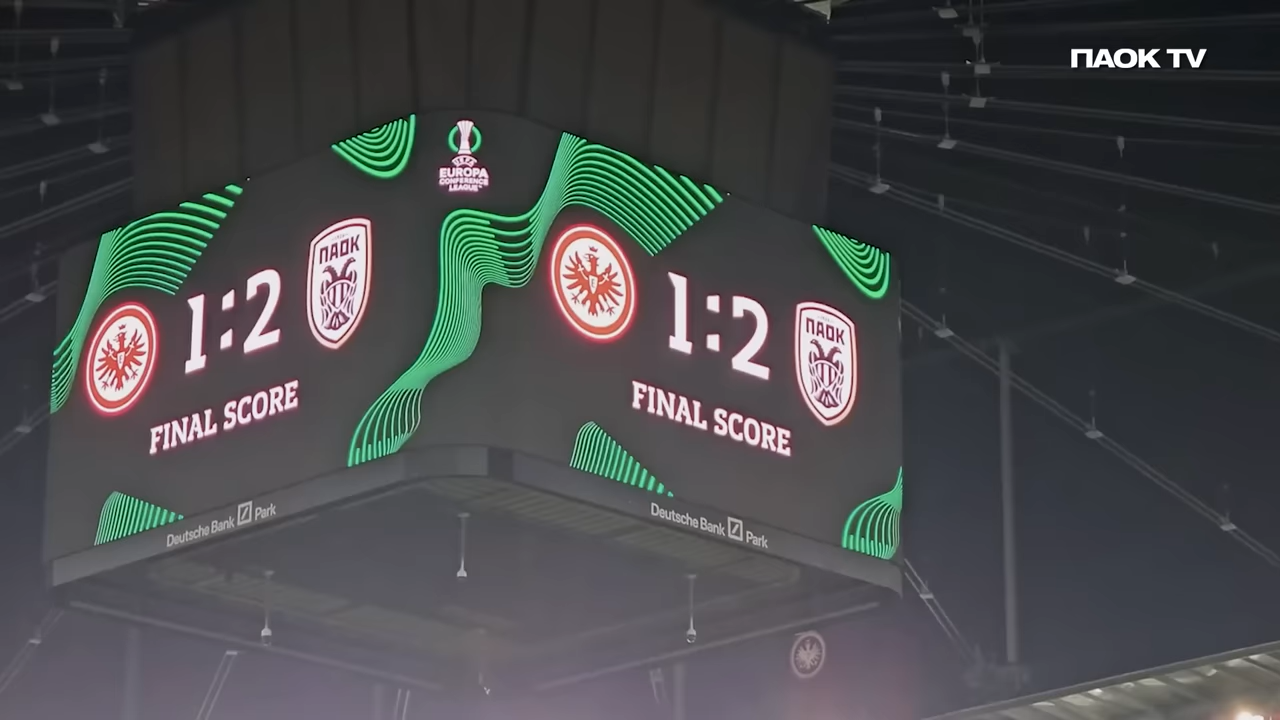 ΠΑΟΚ TV
UEFA
EUROPA
CONFERENCE
LEAGUE
ΠΑΟΚ
1:2
FINAL SCORE
1:2
ΠΑΟΚ
FINAL SCORE
Deutsche Bank Park
Deutsche Bank Park